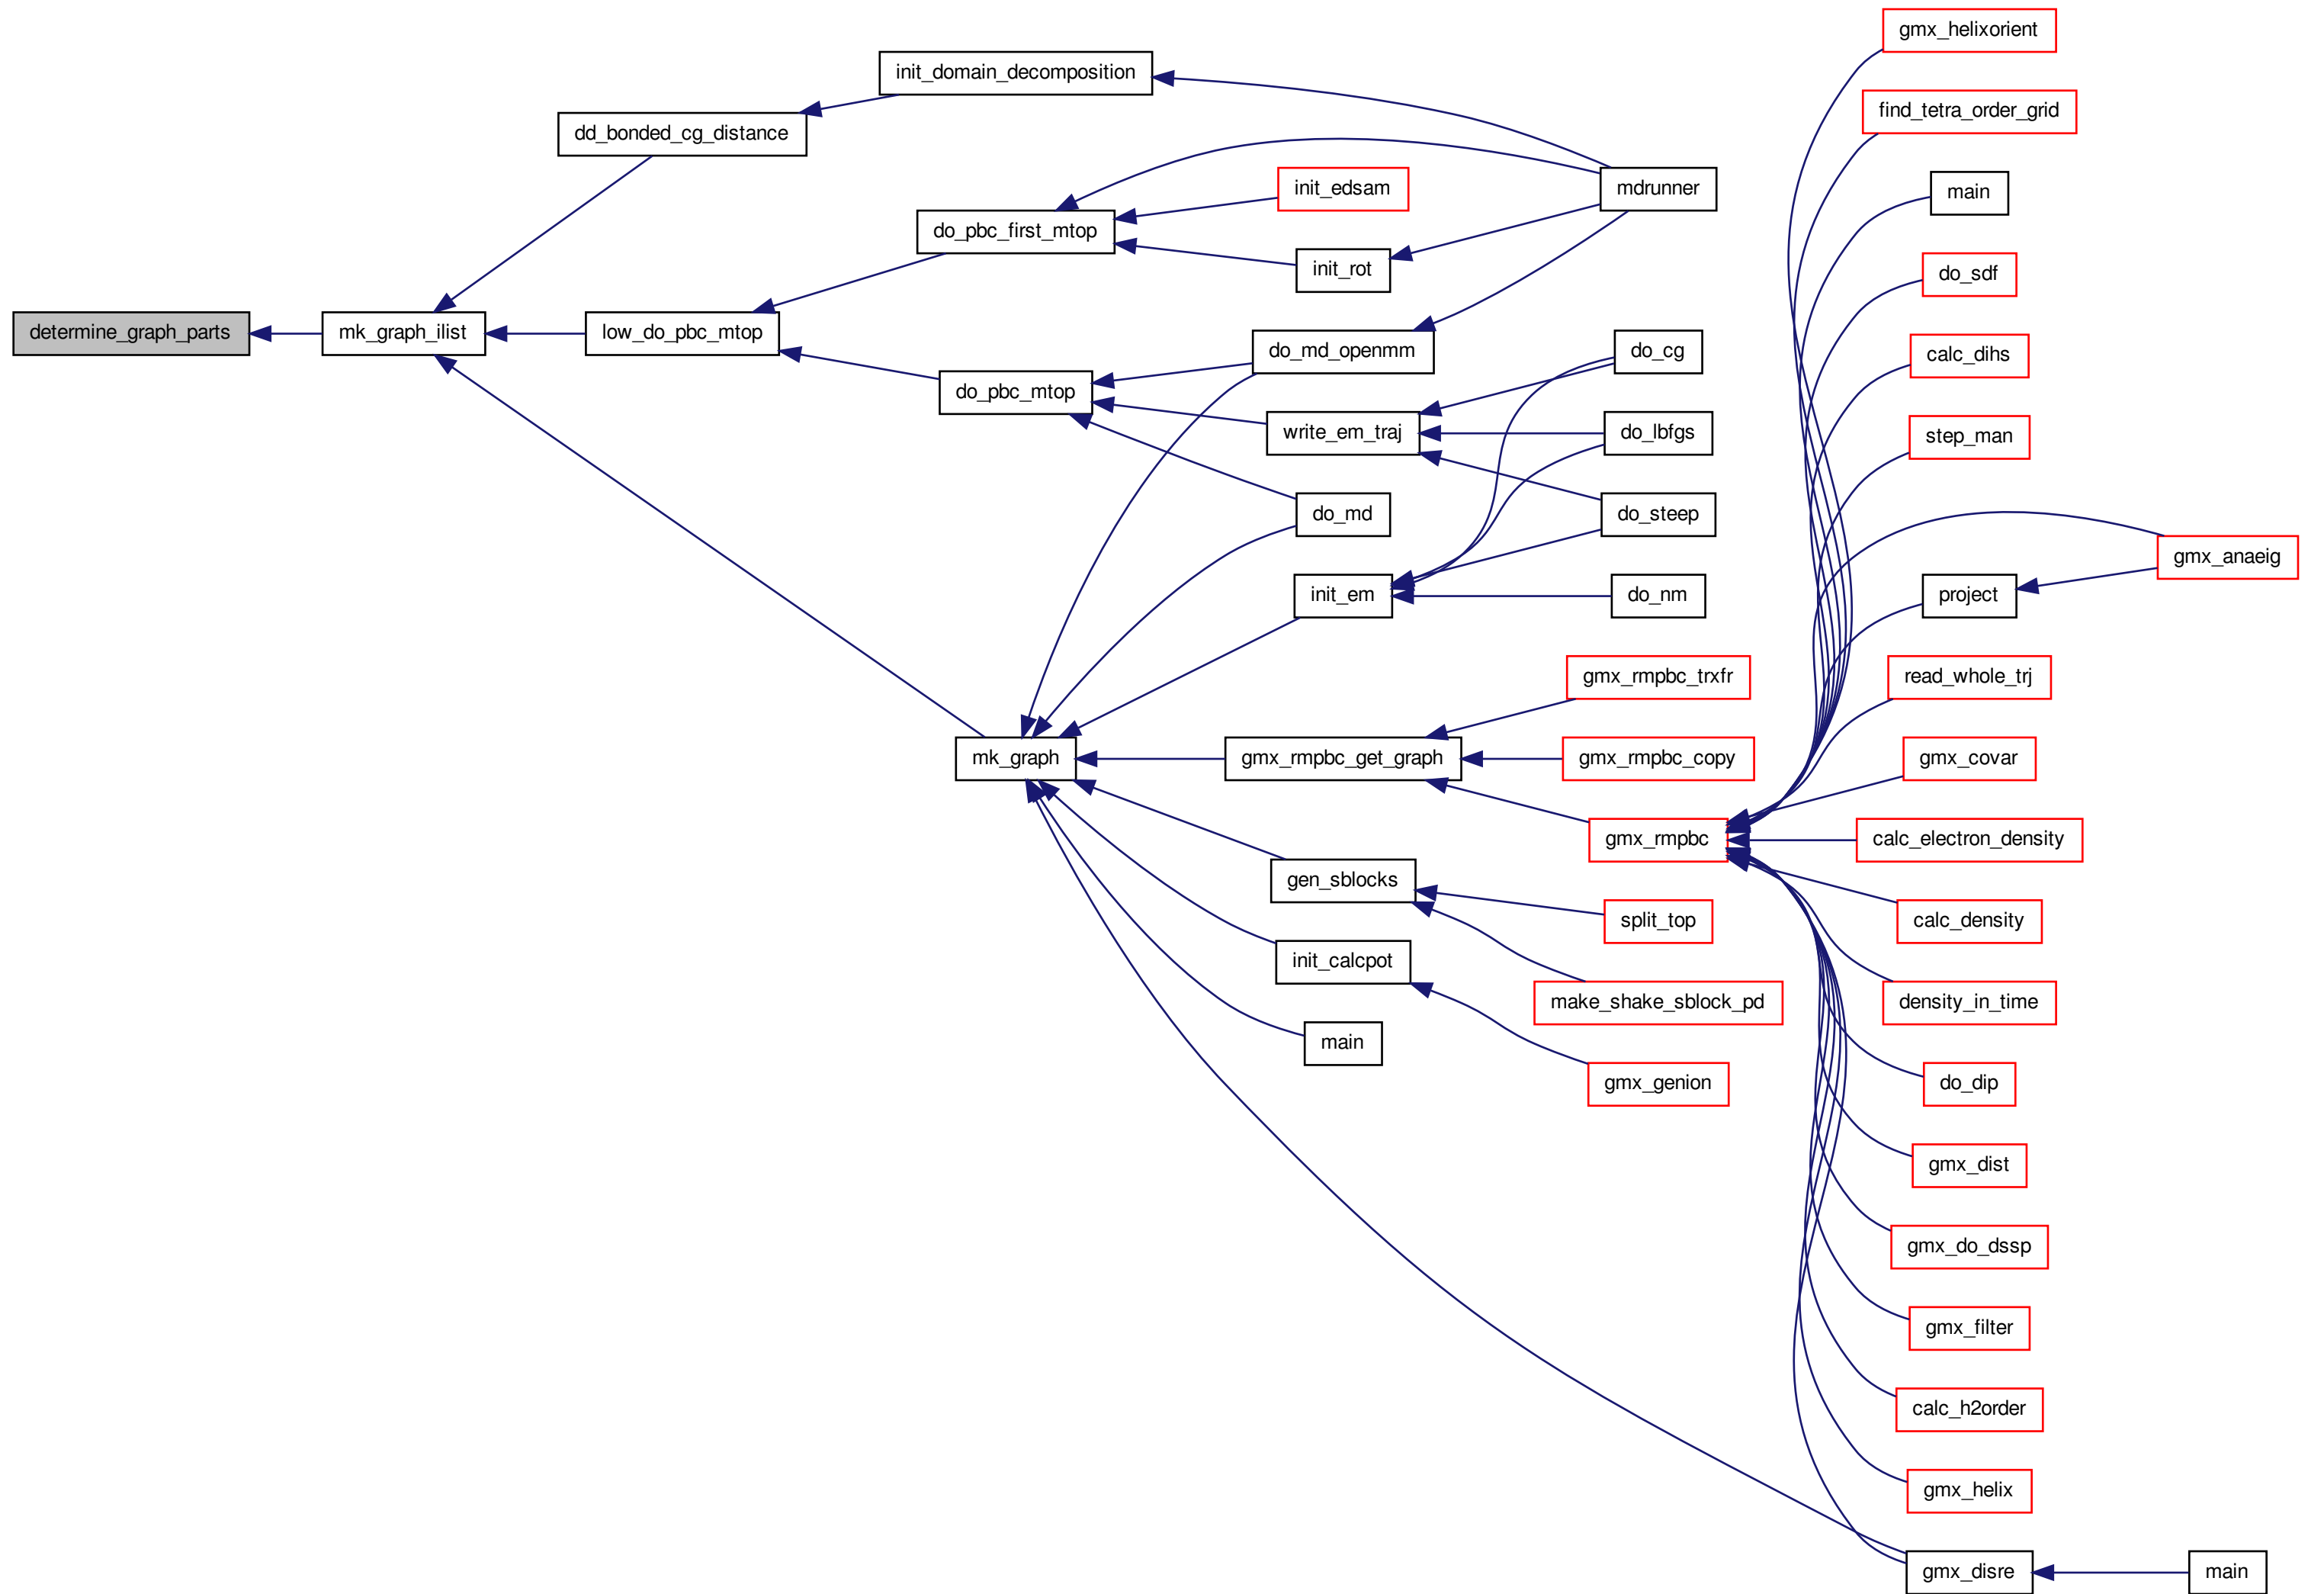 gmx_helixorient
init_domain_decomposition
find_tetra_order_grid
dd_bonded_cg_distance
init_edsam
mdrunner
main
do_pbc_first_mtop
init_rot
do_sdf
determine_graph_parts
mk_graph_ilist
low_do_pbc_mtop
do_md_openmm
do_cg
calc_dihs
do_pbc_mtop
write_em_traj
do_lbfgs
step_man
do_md
do_steep
gmx_anaeig
init_em
do_nm
project
gmx_rmpbc_trxfr
read_whole_trj
mk_graph
gmx_rmpbc_get_graph
gmx_rmpbc_copy
gmx_covar
gmx_rmpbc
calc_electron_density
gen_sblocks
split_top
calc_density
init_calcpot
make_shake_sblock_pd
density_in_time
main
gmx_genion
do_dip
gmx_dist
gmx_do_dssp
gmx_filter
calc_h2order
gmx_helix
gmx_disre
main